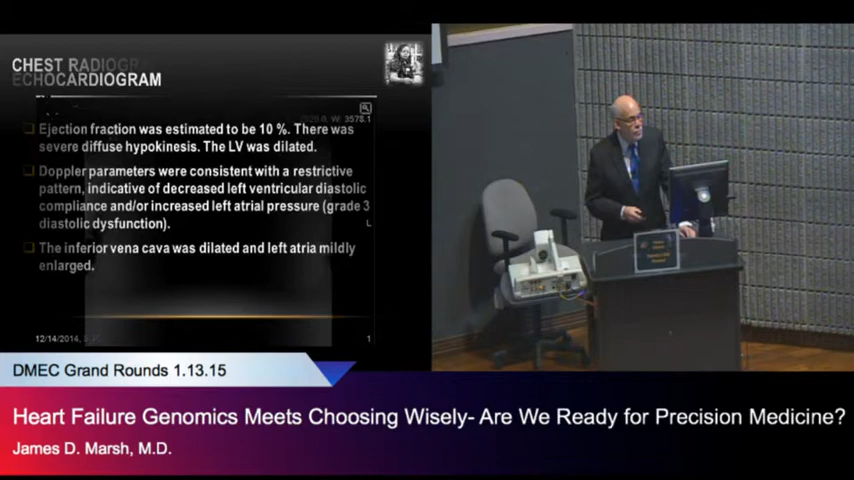 CHEST RADIOGRA
ECHOCARDIOGRAM
W: 3578.1
Ejection fraction was estimated to be 10 %. There was
severe diffuse hypokinesis. The LV was dilated.
Doppler parameters were consistent with a restrictive
pattern, indicative of decreased left ventricular diastolic
compliance and/or increased left atrial pressure (grade 3
diastolic dysfunction).
L
The inferior vena cava was dilated and left atria mildly
enlarged.
12/14/2014,
1
DMEC Grand Rounds 1.13.15
Heart Failure Genomics Meets Choosing Wisely- Are We Ready for Precision Medicine?
James D. Marsh, M.D.